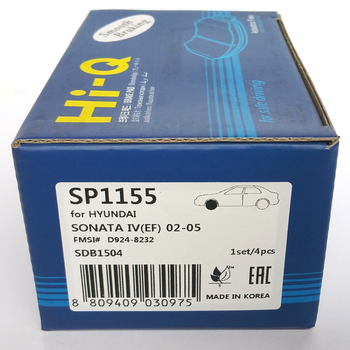 Smooth
Braking
Hi-Q
for safe driving
SP1155
for HYUNDAI
SONATA IV(EF) 02-05
FMSI# D924-8232
SDB1504
1set/4pcs
EAC
8 809409 030975
MADE IN KOREA